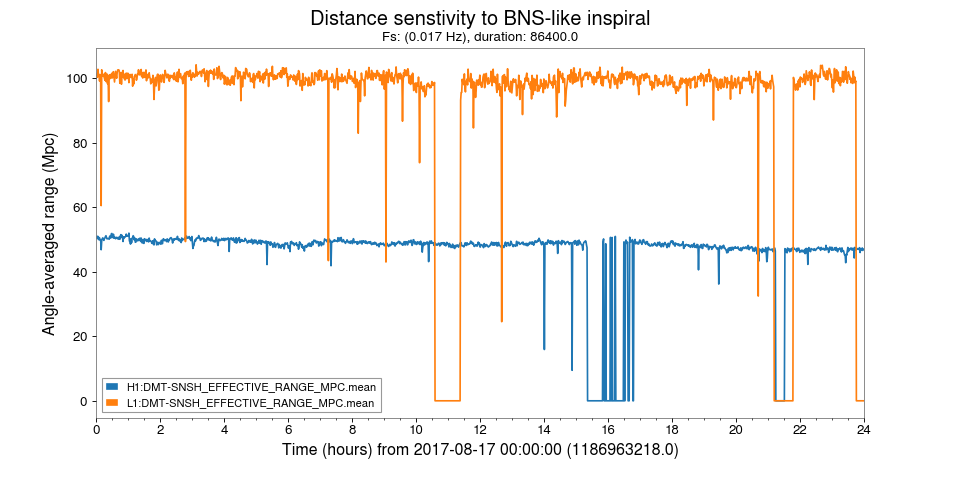 Distance senstivity to BNS-like inspiral
Fs: (0.017 Hz), duration: 86400.0
Angle-averaged range (Mpc)
100
80
60
40
20
0
H1:DMT-SNSH_EFFECTIVE_RANGE_MPC.mean
L1:DMT-SNSH_EFFECTIVE_RANGE_MPC.mean
0 2 4 6 8 10 12 14 16 18 20 22 24
Time (hours) from 2017-08-17 00:00:00 (1186963218.0)